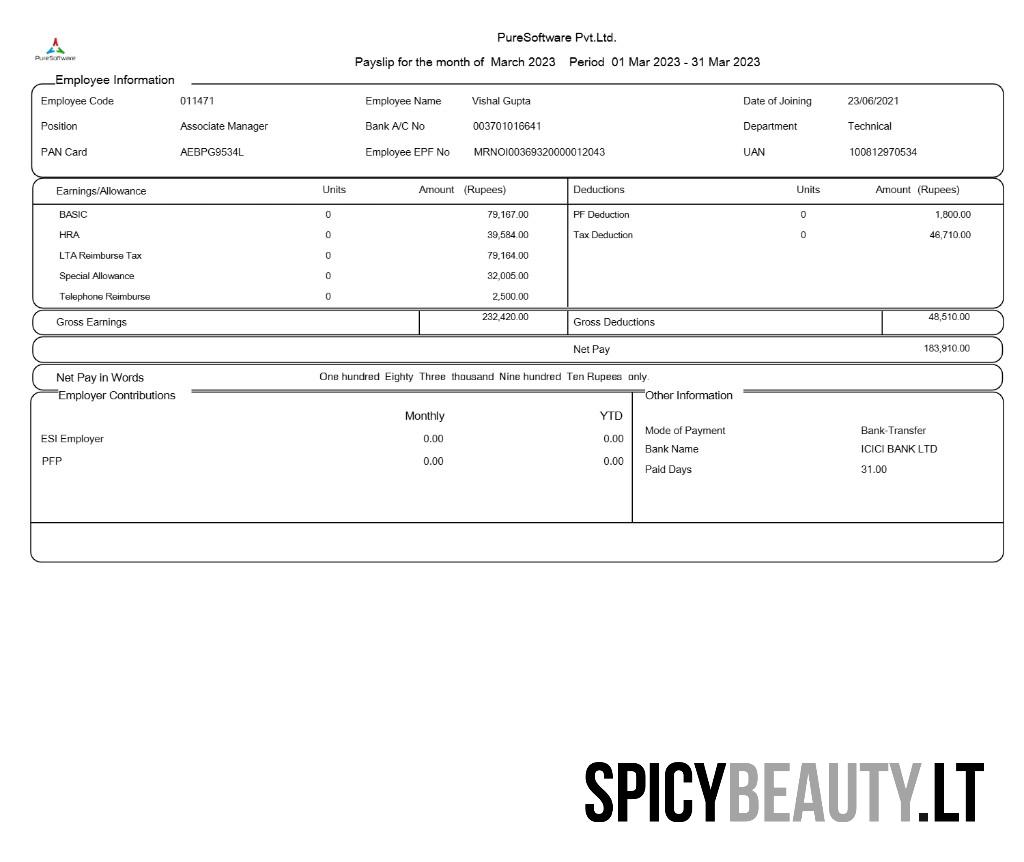 PureSoftware
PureSoftware Pvt.Ltd.
Payslip for the month of March 2023 Period 01 Mar 2023 - 31 Mar 2023
Employee Information
Employee Code 011471 Employee Name Vishal Gupta Date of Joining 23/06/2021
Position Associate Manager Bank A/C No 003701016641 Department Technical
PAN Card AEBPG9534L Employee EPF No MRNOI00369320000012043 UAN 100812970534
Earnings/Allowance Units Amount (Rupees) Deductions Units Amount (Rupees)
BASIC 0 79,167.00 PF Deduction 0 1,800.00
HRA 0 39,584.00 Tax Deduction 0 46,710.00
LTA Reimburse Tax 0 79,164.00
Special Allowance 0 32,005.00
Telephone Reimburse 0 2,500.00
Gross Earnings 232,420.00 Gross Deductions 48,510.00
Net Pay 183,910.00
Net Pay in Words One hundred Eighty Three thousand Nine hundred Ten Rupees only.
Employer Contributions Other Information
Monthly YTD
Mode of Payment Bank-Transfer
ESI Employer 0.00 0.00
Bank Name ICICI BANK LTD
PFP 0.00 0.00
Paid Days 31.00
SPICYBEAUTY.LT